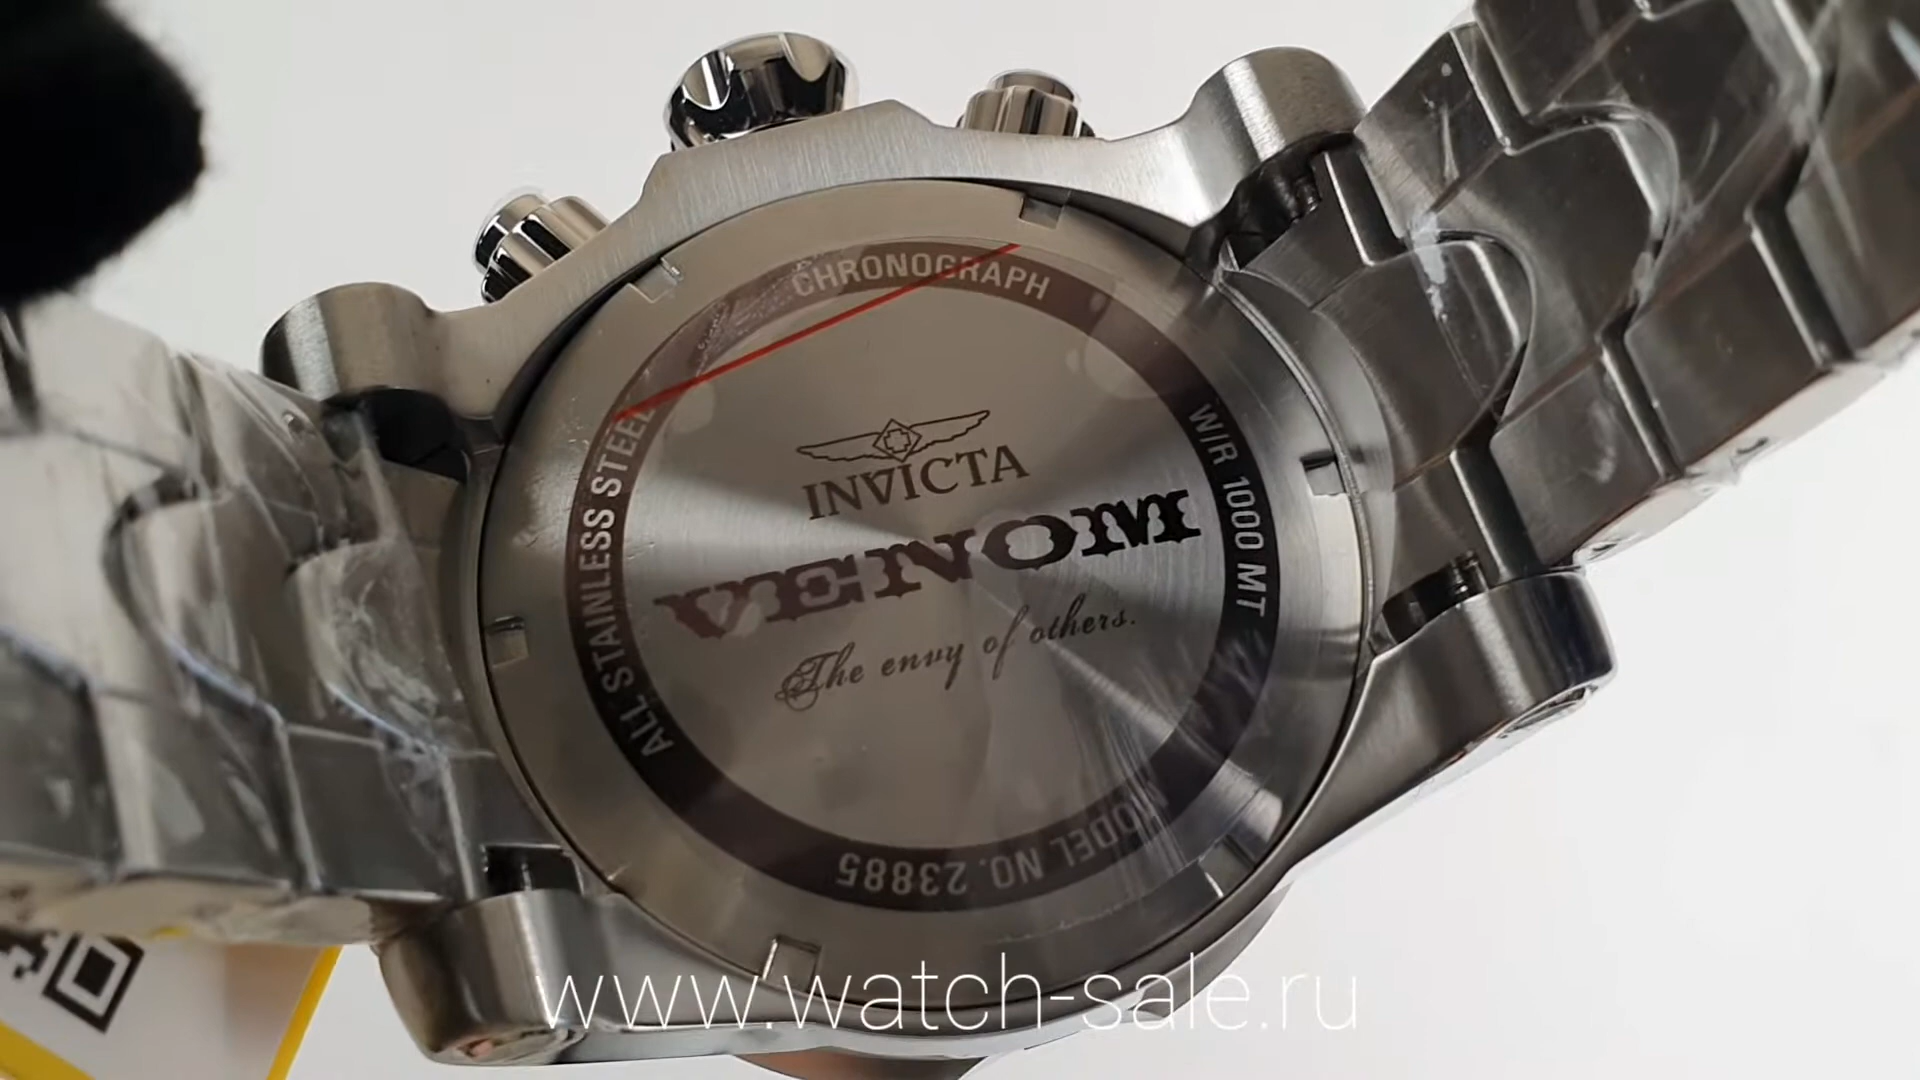 CHRONOGRAPH
ALL STAINLESS STEEL
W/R 1000 MT
INVICTA
VENOM
The envy of others.
MODEL NO. 23885
www.watch-sale.ru